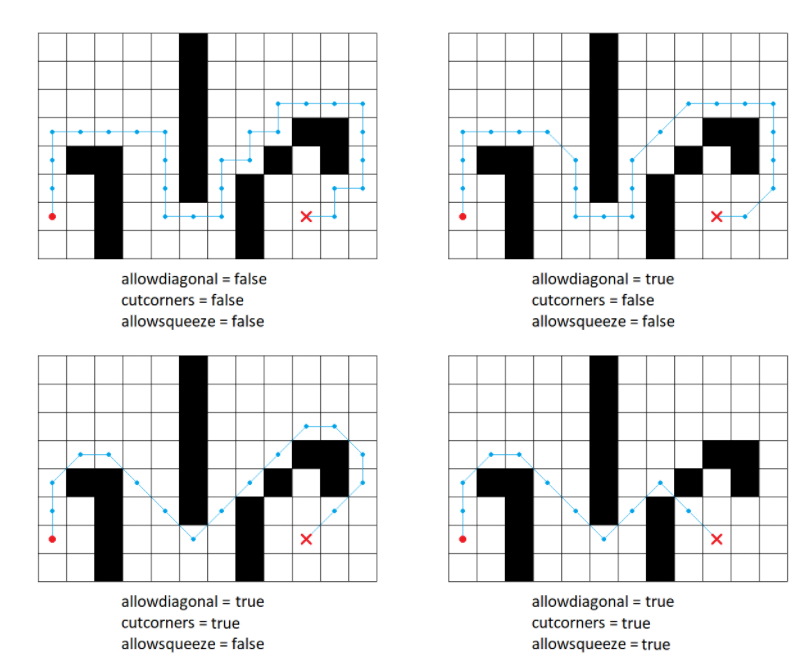 allowdiagonal = false
cutcorners = false
allowsqueeze = false
allowdiagonal = true
cutcorners = false
allowsqueeze = false
allowdiagonal = true
cutcorners = true
allowsqueeze = false
allowdiagonal = true
cutcorners = true
allowsqueeze = true